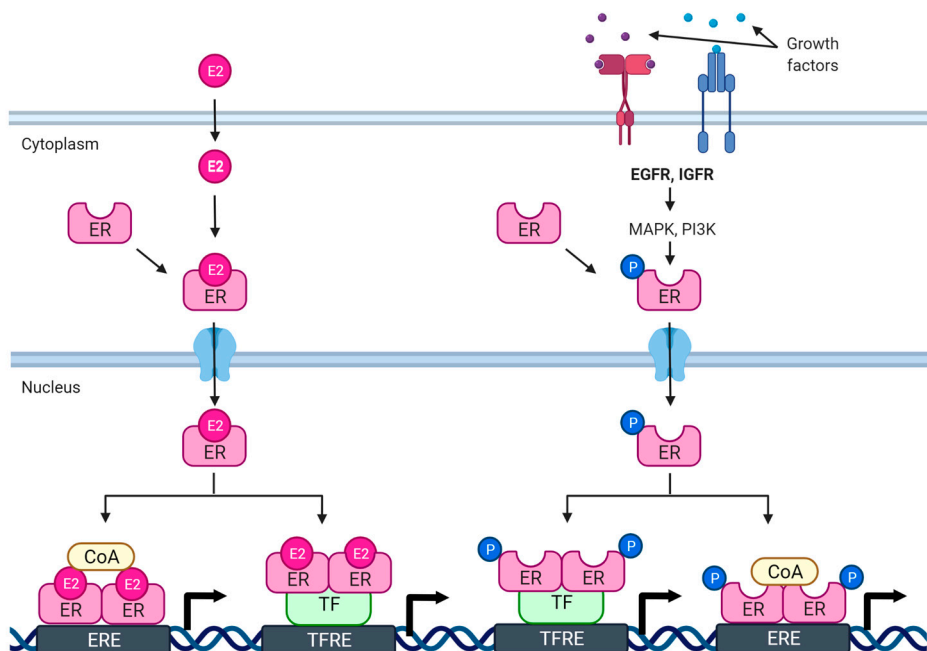 E2
Growth
factors
Cytoplasm
E2
EGFR, IGFR
ER
ER
MAPK, PI3K
E2
ER
P
ER
Nucleus
E2
ER
P
ER
CoA
E2
E2
ER
ER
ERE
E2
E2
ER
ER
TF
TFRE
P
P
ER
ER
TF
TFRE
CoA
P
P
ER
ER
ERE